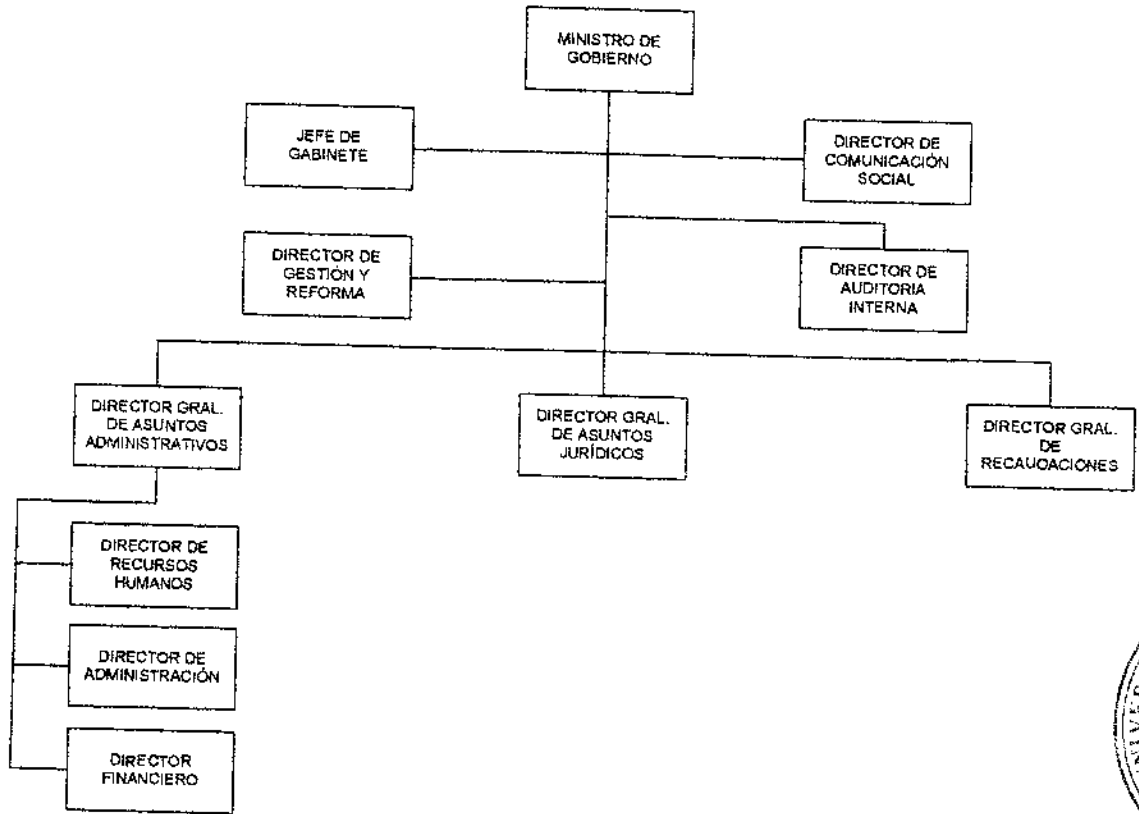 MINISTRO DE
GOBIERNO
JEFE DE
GABINETE
DIRECTOR DE
COMUNICACIÓN
SOCIAL
DIRECTOR DE
GESTIÓN Y
REFORMA
DIRECTOR DE
AUDITORIA
INTERNA
DIRECTOR GRAL.
DE ASUNTOS
ADMINISTRATIVOS
DIRECTOR GRAL.
DE ASUNTOS
JURÍDICOS
DIRECTOR GRAL.
DE
RECAUDACIONES
DIRECTOR DE
RECURSOS
HUMANOS
DIRECTOR DE
ADMINISTRACIÓN
DIRECTOR
FINANCIERO